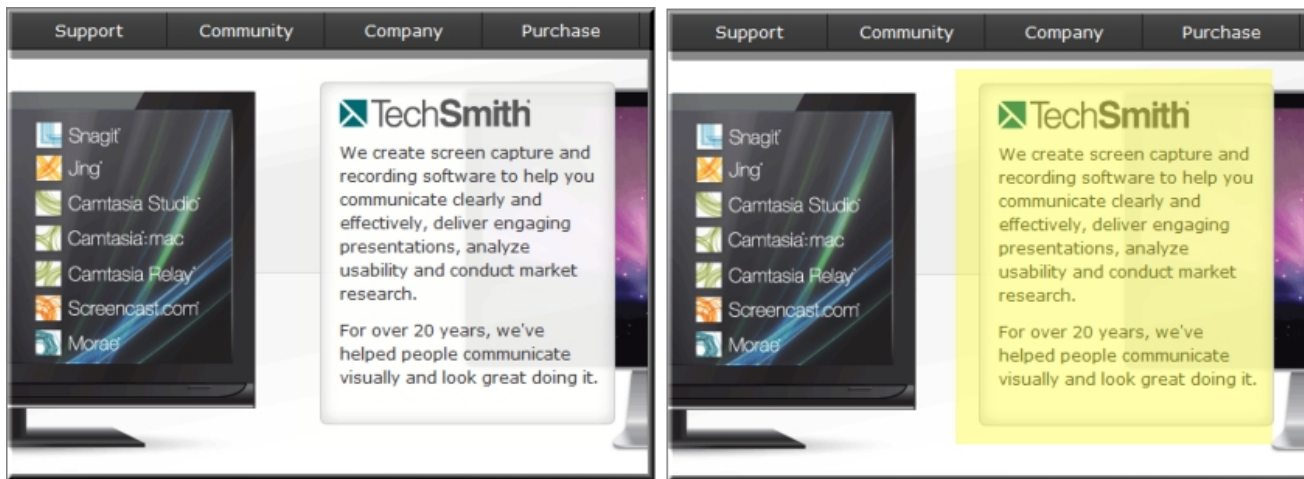 Support Community Company Purchase
Snagit
Jing
Camtasia Studio
Camtasia:mac
Camtasia Relay
Screencast.com
Morae
TechSmith
We create screen capture and
recording software to help you
communicate clearly and
effectively, deliver engaging
presentations, analyze
usability and conduct market
research.
For over 20 years, we've
helped people communicate
visually and look great doing it.
Support Community Company Purchase
Snagit
Jing
Camtasia Studio
Camtasia:mac
Camtasia Relay
Screencast.com
Morae
TechSmith
We create screen capture and
recording software to help you
communicate clearly and
effectively, deliver engaging
presentations, analyze
usability and conduct market
research.
For over 20 years, we've
helped people communicate
visually and look great doing it.